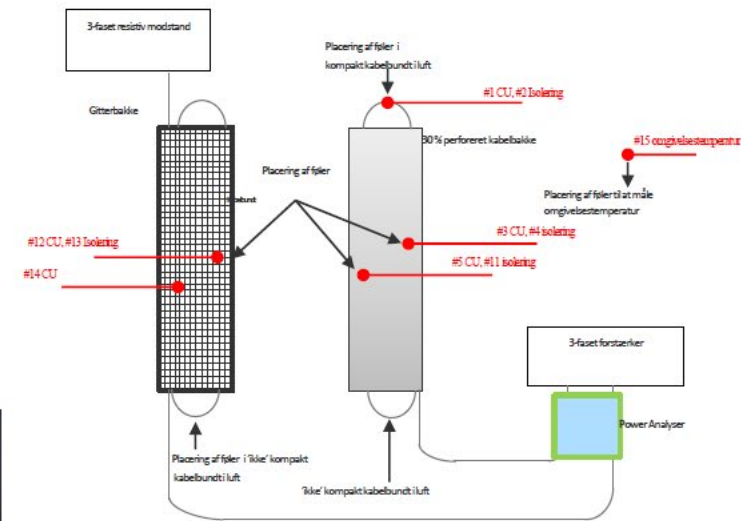 3-faset resistiv modstand
Placering af føler i
kompakt kabelbundt i luft
#1 CU, #2 Isolering
Gitterbakke
30% perforeret kabelbakke
#15 omgivelsestemperatur
Placering af føler
Placering af føler til at måle
omgivelsestemperatur
#12 CU, #13 Isolering
#3 CU, #4 isolering
#14 CU
#5 CU, #11 isolering
3-faset forstærker
Power Analyser
Placering af føler i 'ikke' kompakt
kabelbundt i luft
'ikke' kompakt kabelbundt i luft